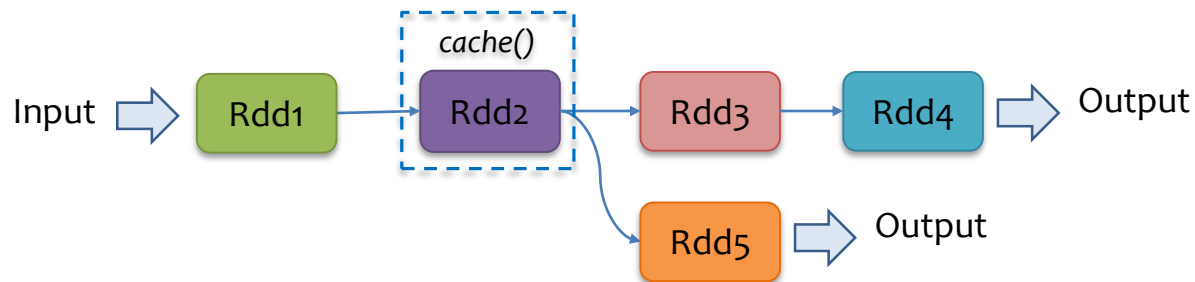 cache()
Input
Rdd1
Rdd2
Rdd3
Rdd4
Output
Rdd5
Output